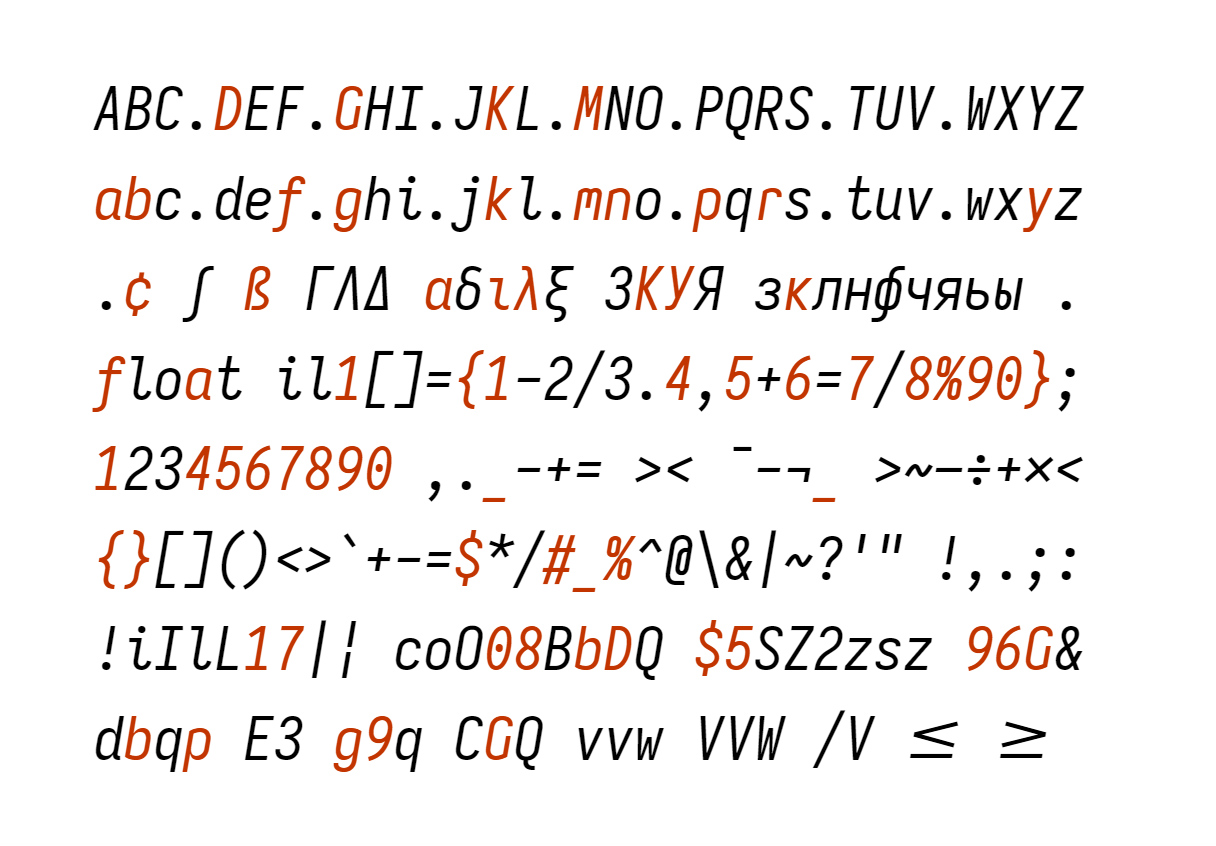 ABC.DEF.GHI.JKL.MNO.PQRS.TUV.WXYZ
abc.def.ghi.jkl.mno.pqrs.tuv.wxyz
.¢ ∫ ß ΓΛΔ αδιλξ ЗКУЯ зклнфчяьы .
float il1[]={1-2/3.4,5+6=7/8%90};
1234567890 ,._-+= >< ¯-¬_ >~−÷+×<
{}[]()<>`+-=$*/#_%^@\&|~?'" !,.;:
!iIlL17|¦ coO08BbDQ $5SZ2zsz 96G&
dbqp E3 g9q CGQ vvw VVW /V ≤ ≥